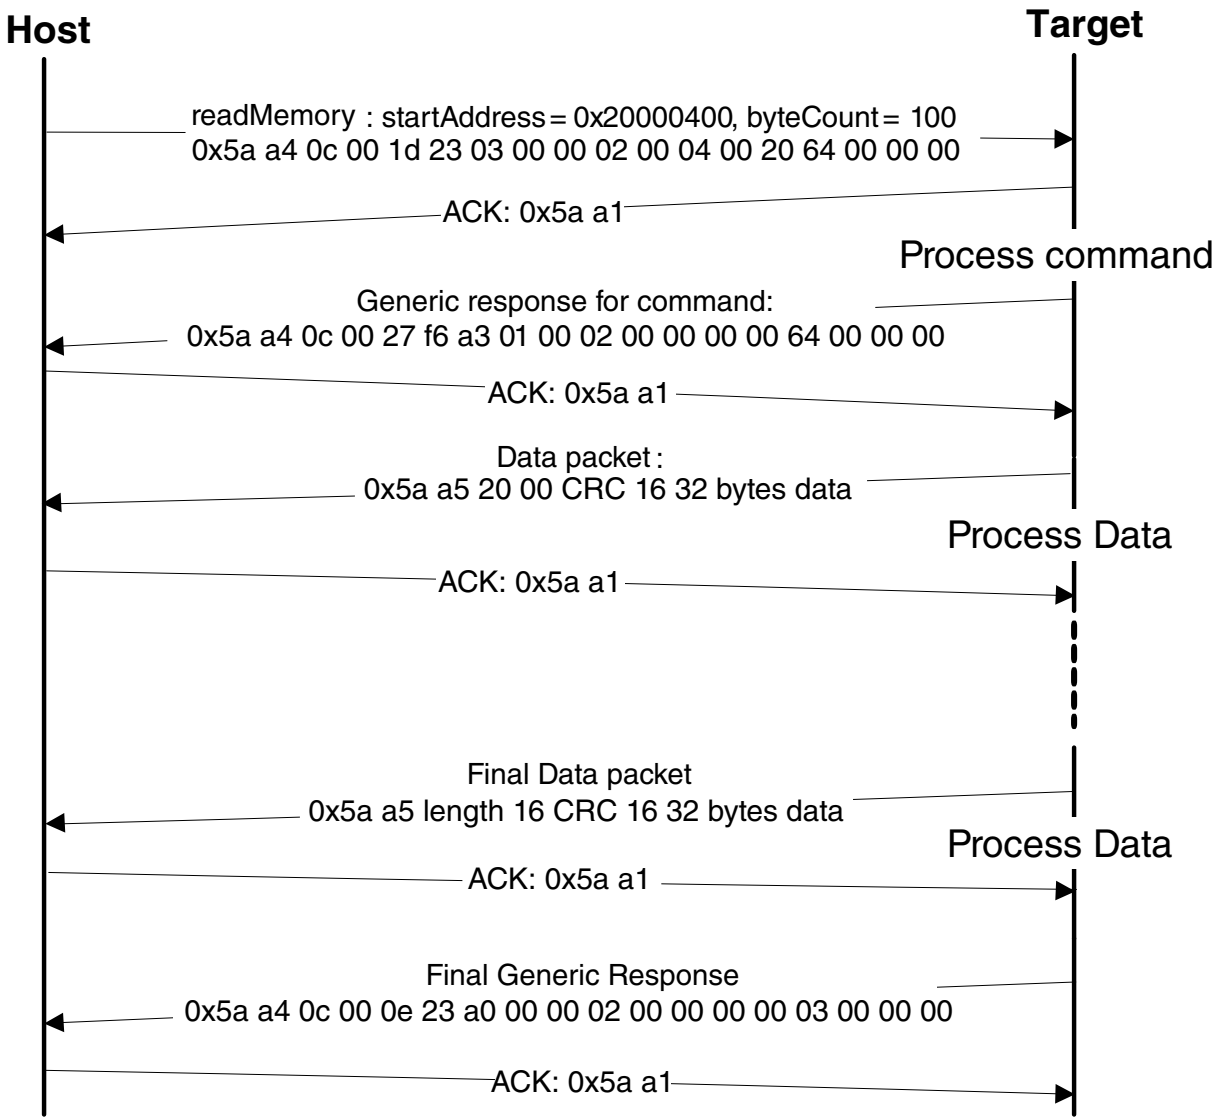 Host
Target
readMemory : startAddress = 0x20000400, byteCount = 100
0x5a a4 0c 00 1d 23 03 00 00 02 00 04 00 20 64 00 00 00
ACK: 0x5a a1
Process command
Generic response for command:
0x5a a4 0c 00 27 f6 a3 01 00 02 00 00 00 00 64 00 00 00
ACK: 0x5a a1
Data packet :
0x5a a5 20 00 CRC 16 32 bytes data
Process Data
ACK: 0x5a a1
Final Data packet
0x5a a5 length 16 CRC 16 32 bytes data
Process Data
ACK: 0x5a a1
Final Generic Response
0x5a a4 0c 00 0e 23 a0 00 00 02 00 00 00 00 03 00 00 00
ACK: 0x5a a1